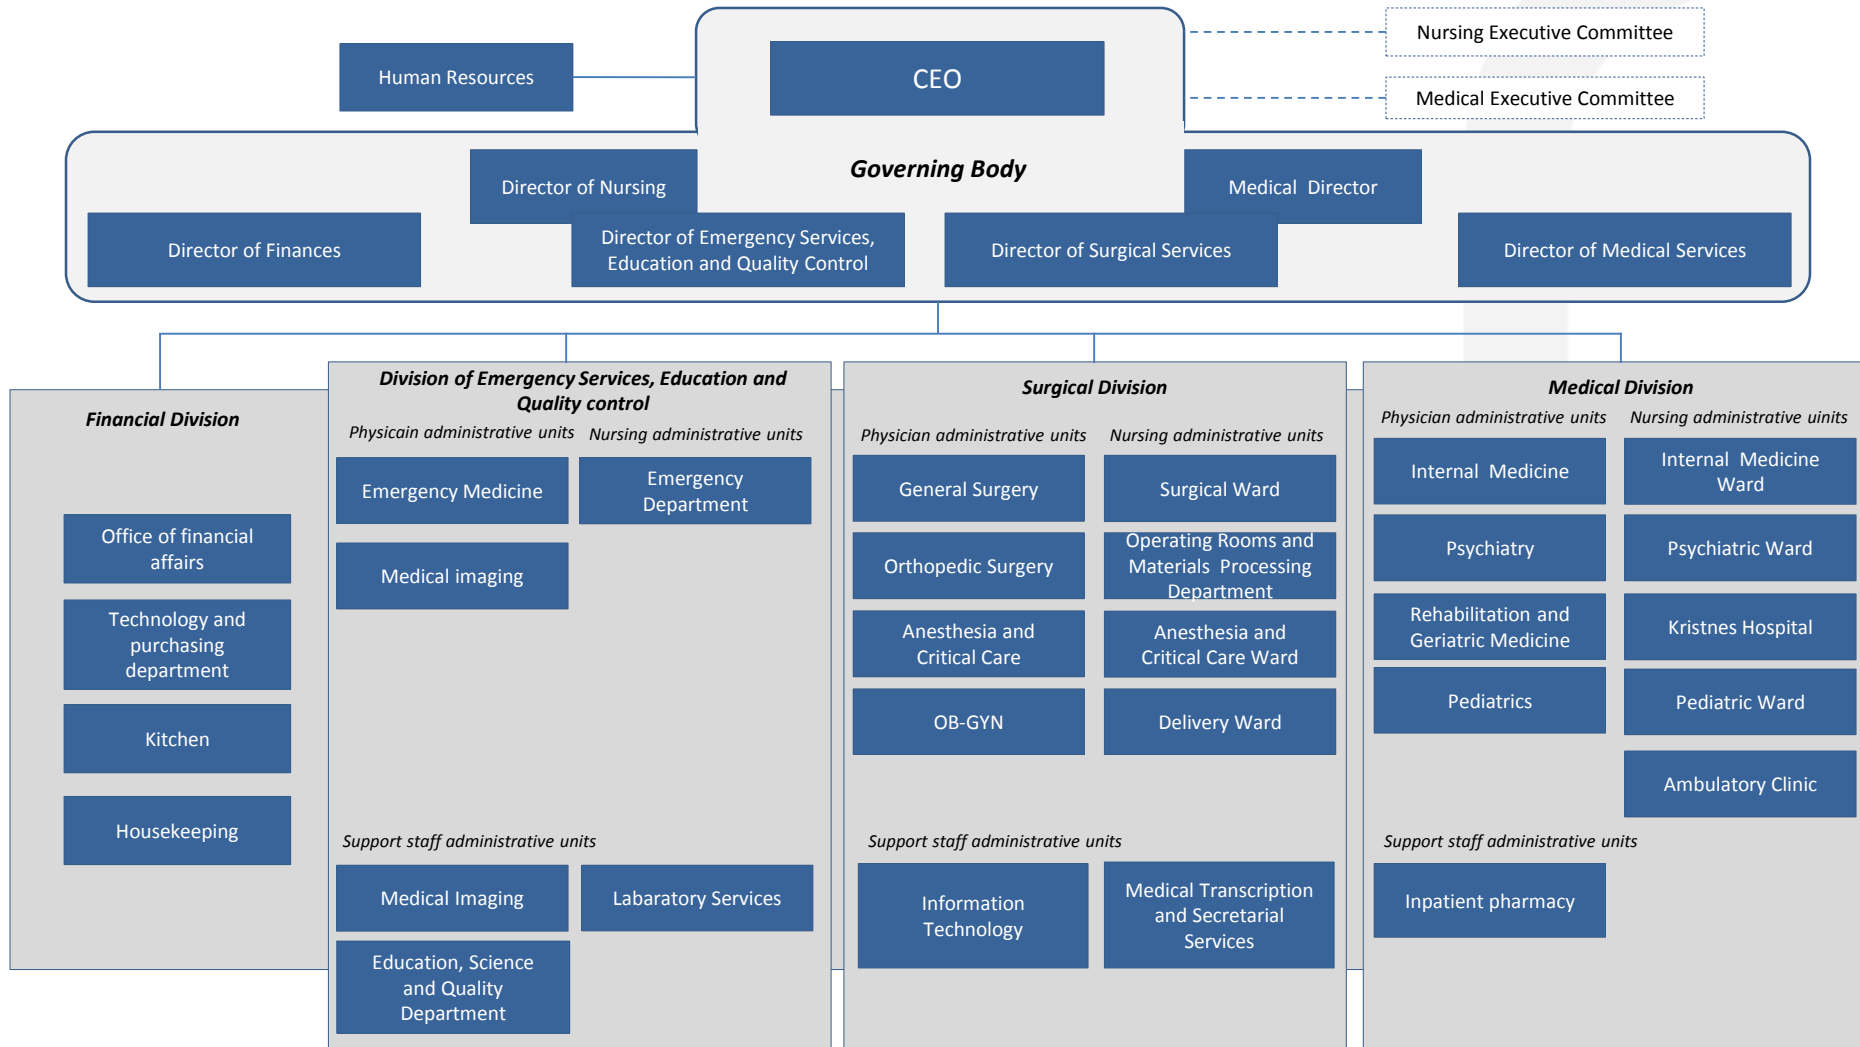 Nursing Executive Committee
Human Resources
CEO
Medical Executive Committee
Governing Body
Director of Nursing
Medical Director
Director of Finances
Director of Emergency Services,
Education and Quality Control
Director of Surgical Services
Director of Medical Services
Financial Division
Office of financial
affairs
Technology and
purchasing
department
Kitchen
Housekeeping
Division of Emergency Services, Education and
Quality control
Physicain administrative units
Nursing administrative units
Emergency Medicine
Emergency
Department
Medical imaging
Support staff administrative units
Medical Imaging
Labaratory Services
Education, Science
and Quality
Department
Surgical Division
Physician administrative units
Nursing administrative units
General Surgery
Surgical Ward
Orthopedic Surgery
Operating Rooms and
Materials Processing
Department
Anesthesia and
Critical Care
Anesthesia and
Critical Care Ward
OB-GYN
Delivery Ward
Support staff administrative units
Information
Technology
Medical Transcription
and Secretarial
Services
Medical Division
Physician administrative units
Nursing administrative units
Internal Medicine
Internal Medicine
Ward
Psychiatry
Psychiatric Ward
Rehabilitation and
Geriatric Medicine
Kristnes Hospital
Pediatrics
Pediatric Ward
Ambulatory Clinic
Support staff administrative units
Inpatient pharmacy